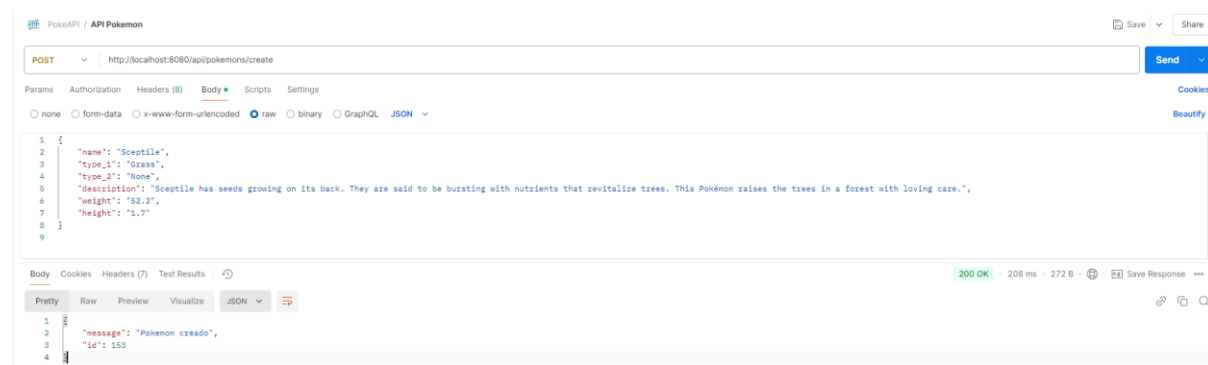 PokeAPI / API Pokemon Save Share
POST http://localhost:8080/api/pokemons/create Send
Params Authorization Headers (8) Body Scripts Settings Cookies
none form-data x-www-form-urlencoded raw binary GraphQL JSON Beautify
1 {
2 "name": "Sceptile",
3 "type_1": "Grass",
4 "type_2": "None",
5 "description": "Sceptile has seeds growing on its back. They are said to be bursting with nutrients that revitalize trees. This Pokémon raises the trees in a forest with loving care.",
6 "weight": "52.2",
7 "height": "1.7"
8 }
9
Body Cookies Headers (7) Test Results 200 OK 208 ms 272 B Save Response
Pretty Raw Preview Visualize JSON
1 {
2 "message": "Pokemon creado",
3 "id": 153
4 }